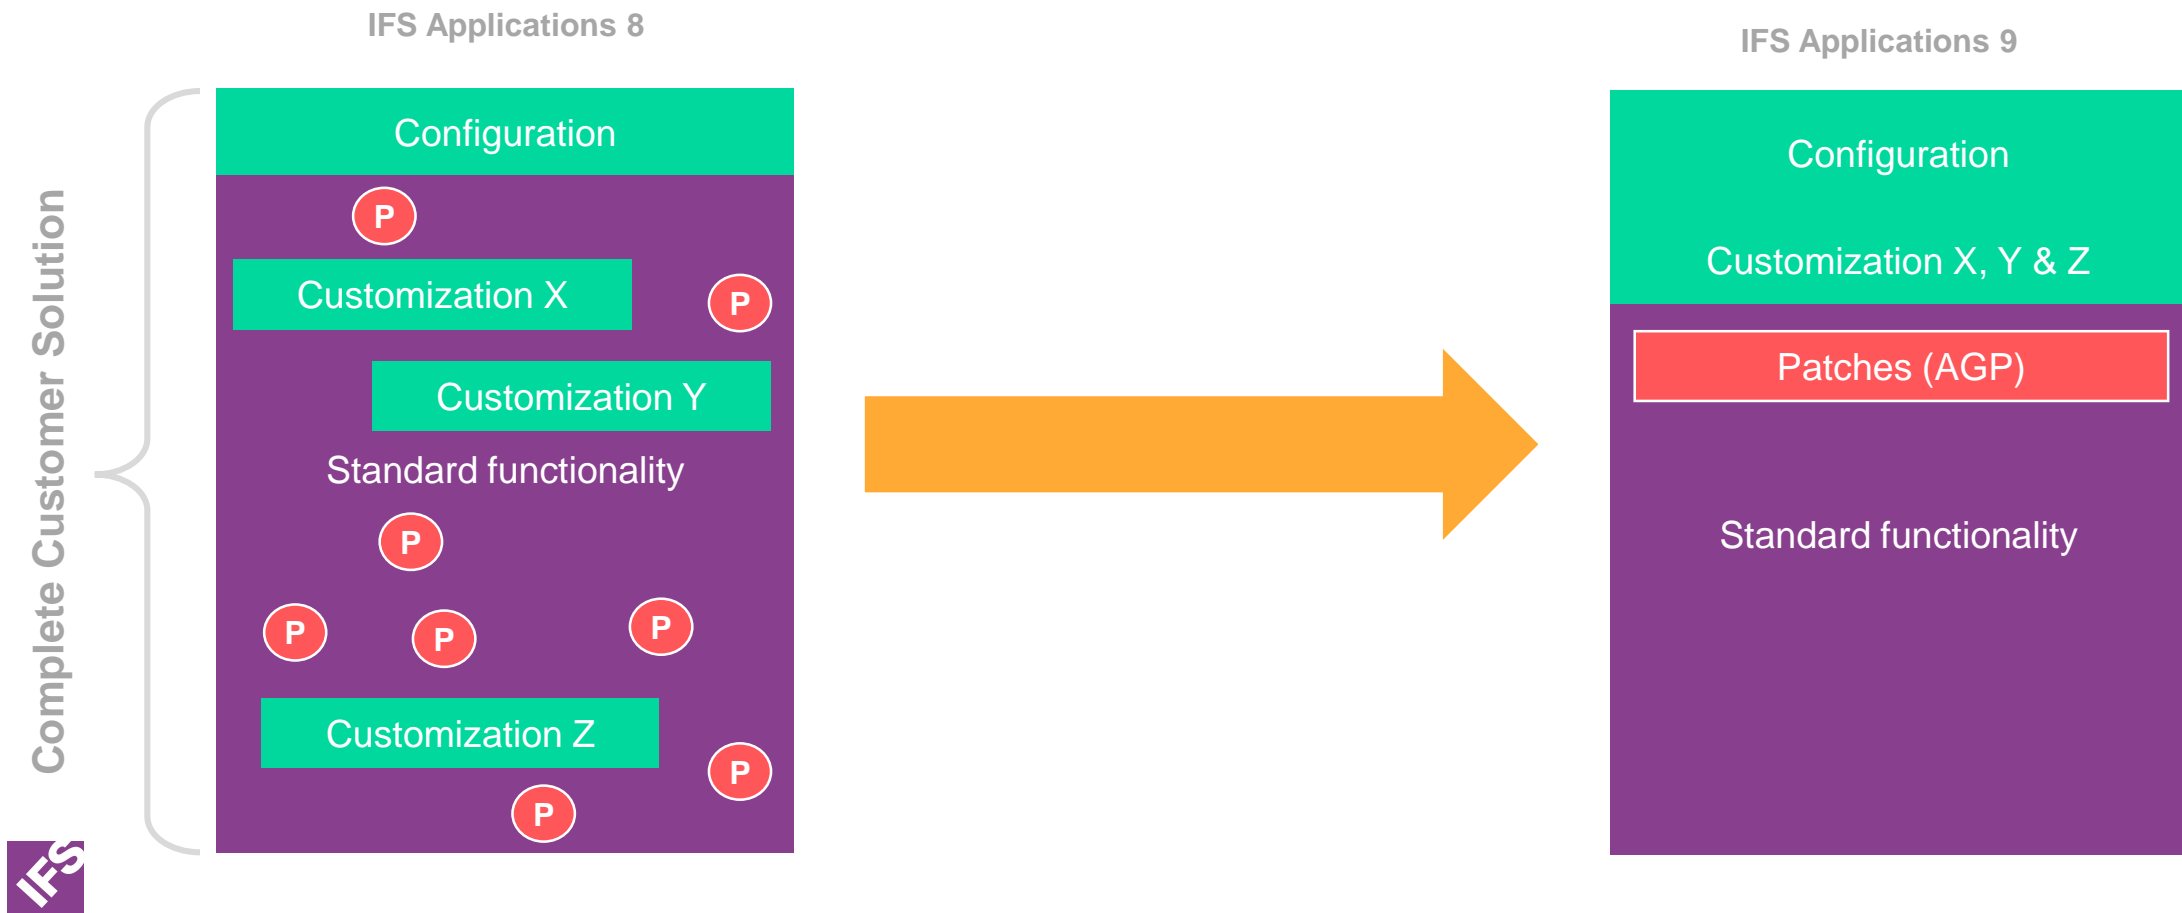 IFS Applications 8
IFS Applications 9
Complete Customer Solution
Configuration
P
Customization X
P
Customization Y
Standard functionality
P
P
P
P
Customization Z
P
P
Configuration
Customization X, Y & Z
Patches (AGP)
Standard functionality
IFS